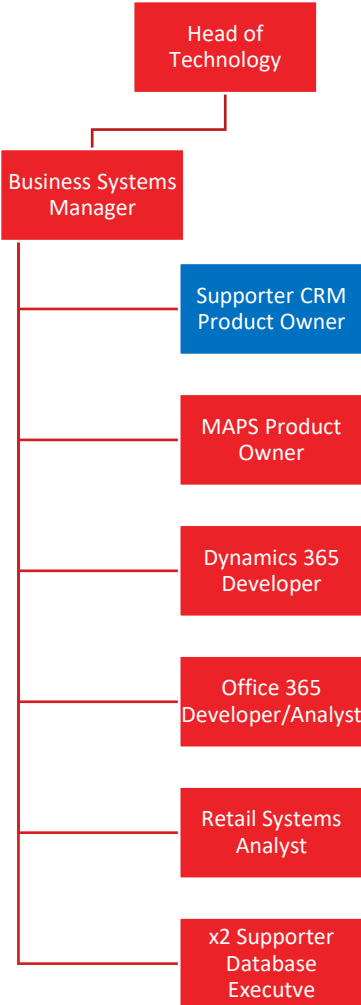 Head of
Technology
Business Systems
Manager
Supporter CRM
Product Owner
MAPS Product
Owner
Dynamics 365
Developer
Office 365
Developer/Analyst
Retail Systems
Analyst
x2 Supporter
Database
Executve